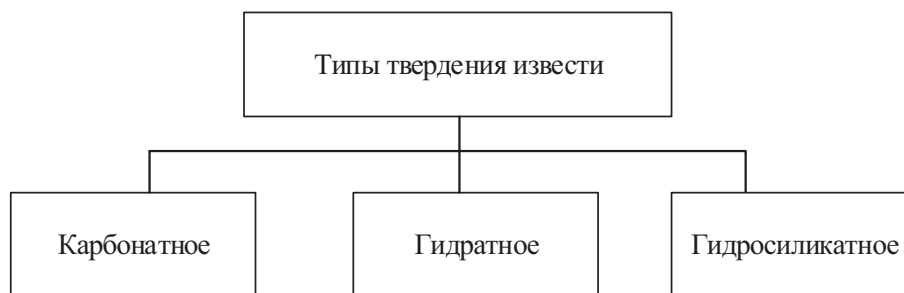 Типы твердения извести
Карбонатное
Гидратное
Гидросиликатное